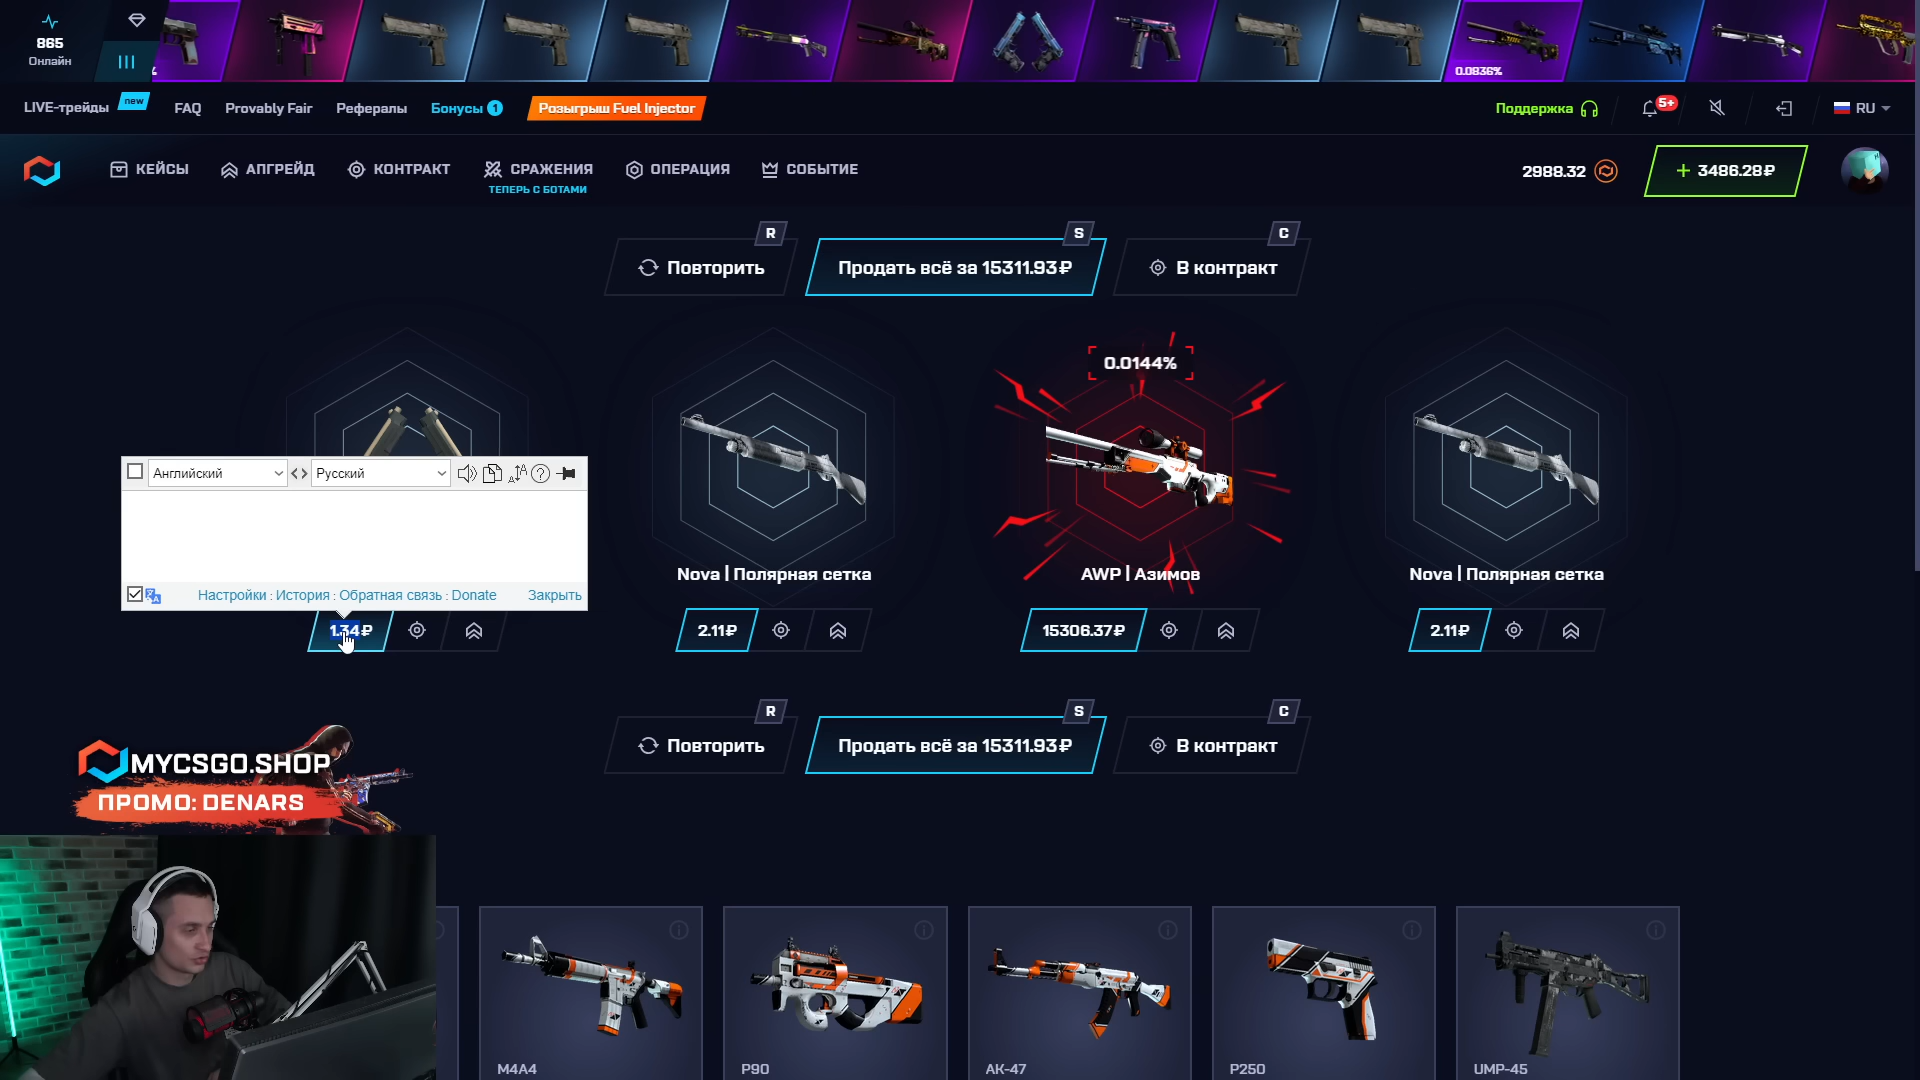 865
Онлайн
0.0836%
LIVE-трейды
new
FAQ
Provably Fair
Рефералы
Бонусы 1
Розыгрыш Fuel Injector
Поддержка
5+
RU
КЕЙСЫ
АПГРЕЙД
КОНТРАКТ
СРАЖЕНИЯ
ТЕПЕРЬ С БОТАМИ
ОПЕРАЦИЯ
СОБЫТИЕ
2988.32
+ 3486.28₽
R
S
C
Повторить
Продать всё за 15311.93₽
В контракт
0.0144%
Английский
Русский
Настройки : История : Обратная связь : Donate
Закрыть
Nova | Полярная сетка
AWP | Азимов
Nova | Полярная сетка
1.34₽
2.11₽
15306.37₽
2.11₽
R
S
C
Повторить
Продать всё за 15311.93₽
В контракт
MYCSGO.SHOP
ПРОМО: DENARS
M4A4
P90
AK-47
P250
UMP-45